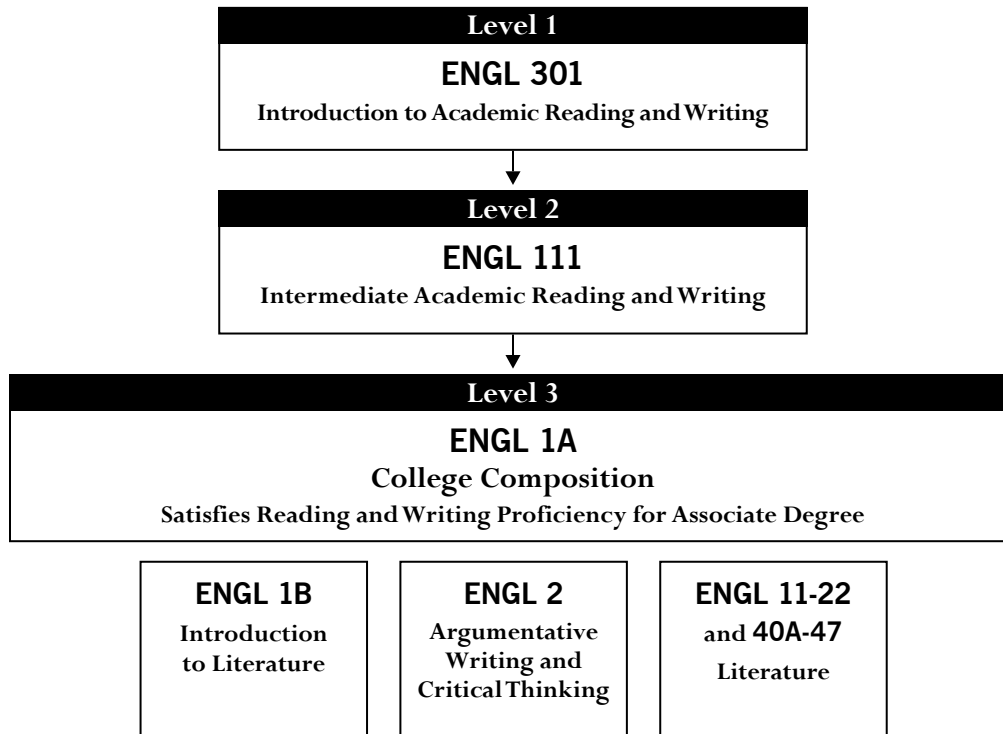 Level 1
ENGL 301
Introduction to Academic Reading and Writing
Level 2
ENGL 111
Intermediate Academic Reading and Writing
Level 3
ENGL 1A
College Composition
Satisfies Reading and Writing Proficiency for Associate Degree
ENGL 1B
Introduction
to Literature
ENGL 2
Argumentative
Writing and
Critical Thinking
ENGL 11-22
and 40A-47
Literature